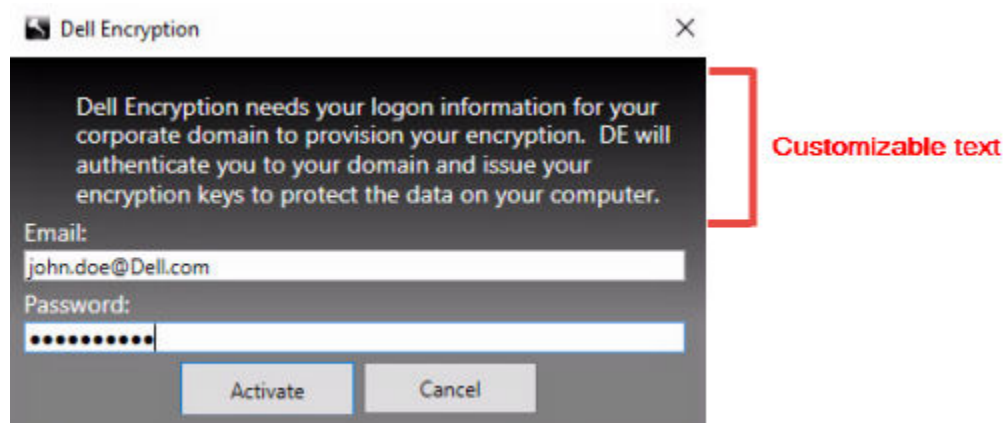 Dell Encryption
Dell Encryption needs your logon information for your
corporate domain to provision your encryption.  DE will
authenticate you to your domain and issue your
encryption keys to protect the data on your computer.
Customizable text
Email:
john.doe@Dell.com
Password:
●●●●●●●●●●
Activate
Cancel